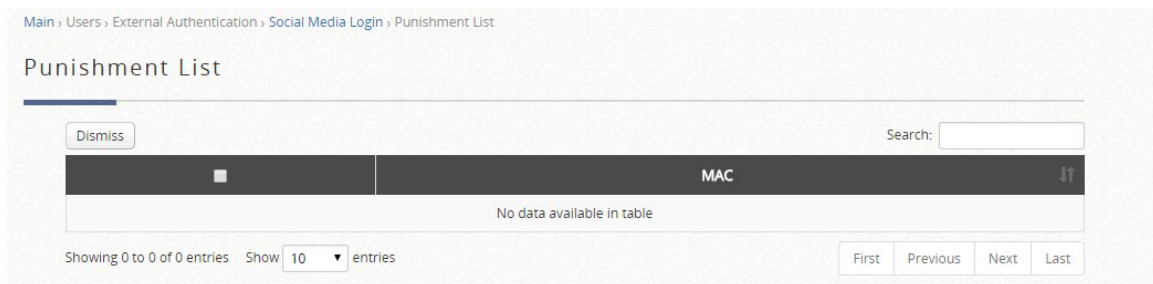 Main › Users › External Authentication › Social Media Login › Punishment List
Punishment List
Dismiss Search:
MAC
No data available in table
Showing 0 to 0 of 0 entries Show 10 entries First Previous Next Last